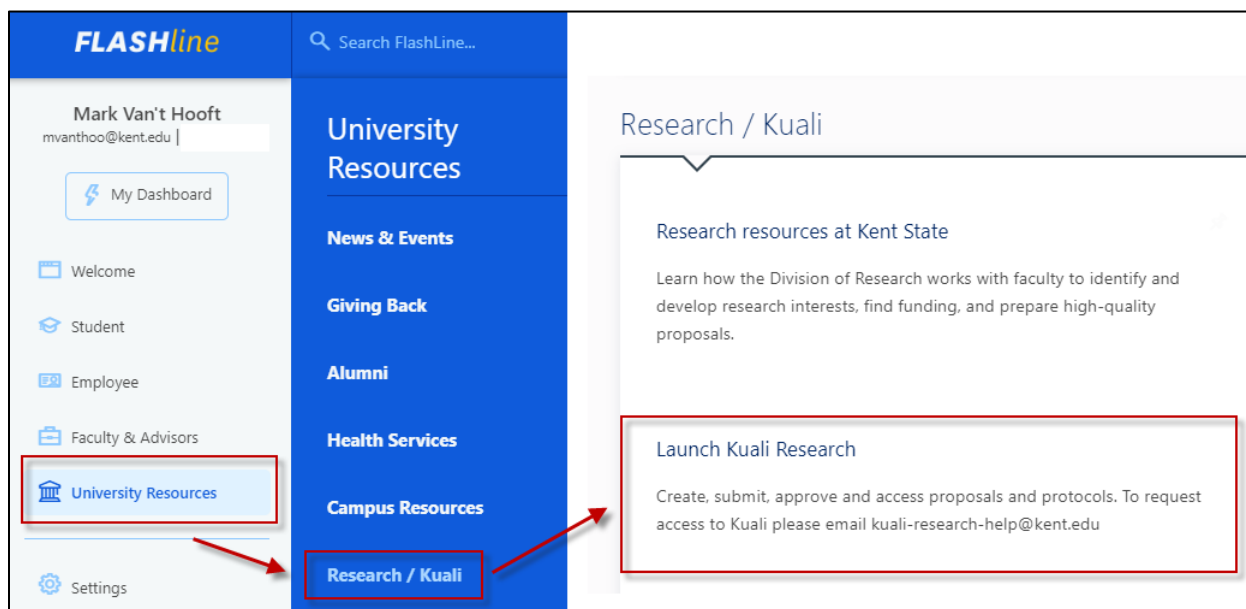 FLASHline
Search FlashLine...
Mark Van't Hooft
mvanthoo@kent.edu |
My Dashboard
Welcome
Student
Employee
Faculty & Advisors
University Resources
Settings
University
Resources
News & Events
Giving Back
Alumni
Health Services
Campus Resources
Research / Kuali
Research / Kuali
Research resources at Kent State
Learn how the Division of Research works with faculty to identify and
develop research interests, find funding, and prepare high-quality
proposals.
Launch Kuali Research
Create, submit, approve and access proposals and protocols. To request
access to Kuali please email kuali-research-help@kent.edu